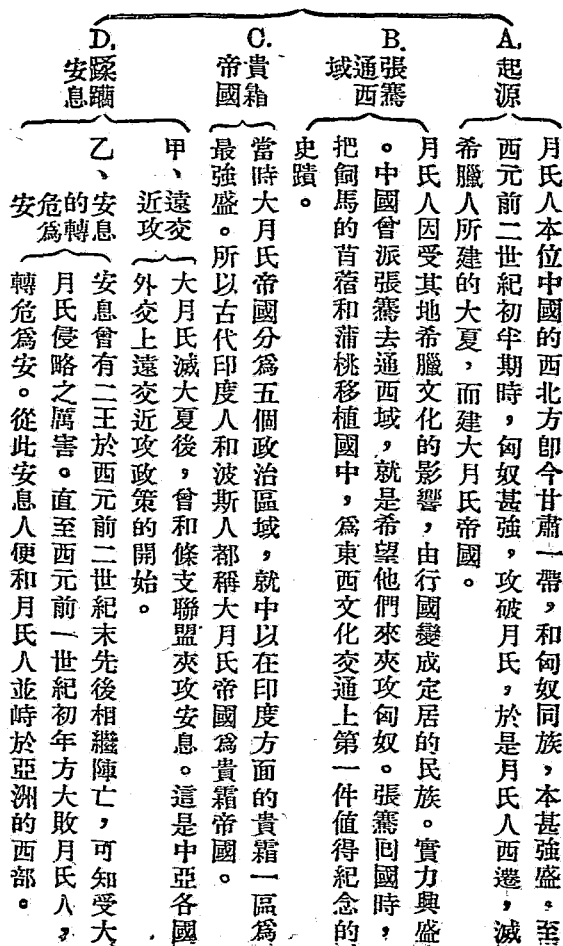 A. 起源
月氏人本位中國的西北方卽今甘肅一帶，和匈奴同族，本甚強盛。至
西元前二世紀初半期時，匈奴甚強，攻破月氏，於是月氏人西遷，滅
希臘人所建的大夏，而建大月氏帝國。
B. 張騫
通西
域
月氏人因受其地希臘文化的影響，由行國變成定居的民族。實力興盛
。中國曾派張騫去通西域，就是希望他們來夾攻匈奴。張騫囘國時，
把飼馬的苜蓿和蒲桃移植國中，爲東西文化交通上第一件值得紀念的
史蹟。
C. 貴霜
帝國
當時大月氏帝國分爲五個政治區域，就中以在印度方面的貴霜一區爲
最強盛。所以古代印度人和波斯人都稱大月氏帝國爲貴霜帝國。
D. 蹂躪
安息
甲、遠交
近攻
大月氏滅大夏後，曾和條支聯盟夾攻安息。這是中亞各國
外交上遠交近攻政策的開始。
乙、安息
的轉
危爲
安
安息曾有二王於西元前二世紀末先後相繼陣亡，可知受大
月氏侵略之厲害。直至西元前一世紀初年方大敗月氏人，
轉危爲安。從此安息人便和月氏人並峙於亞洲的西部。